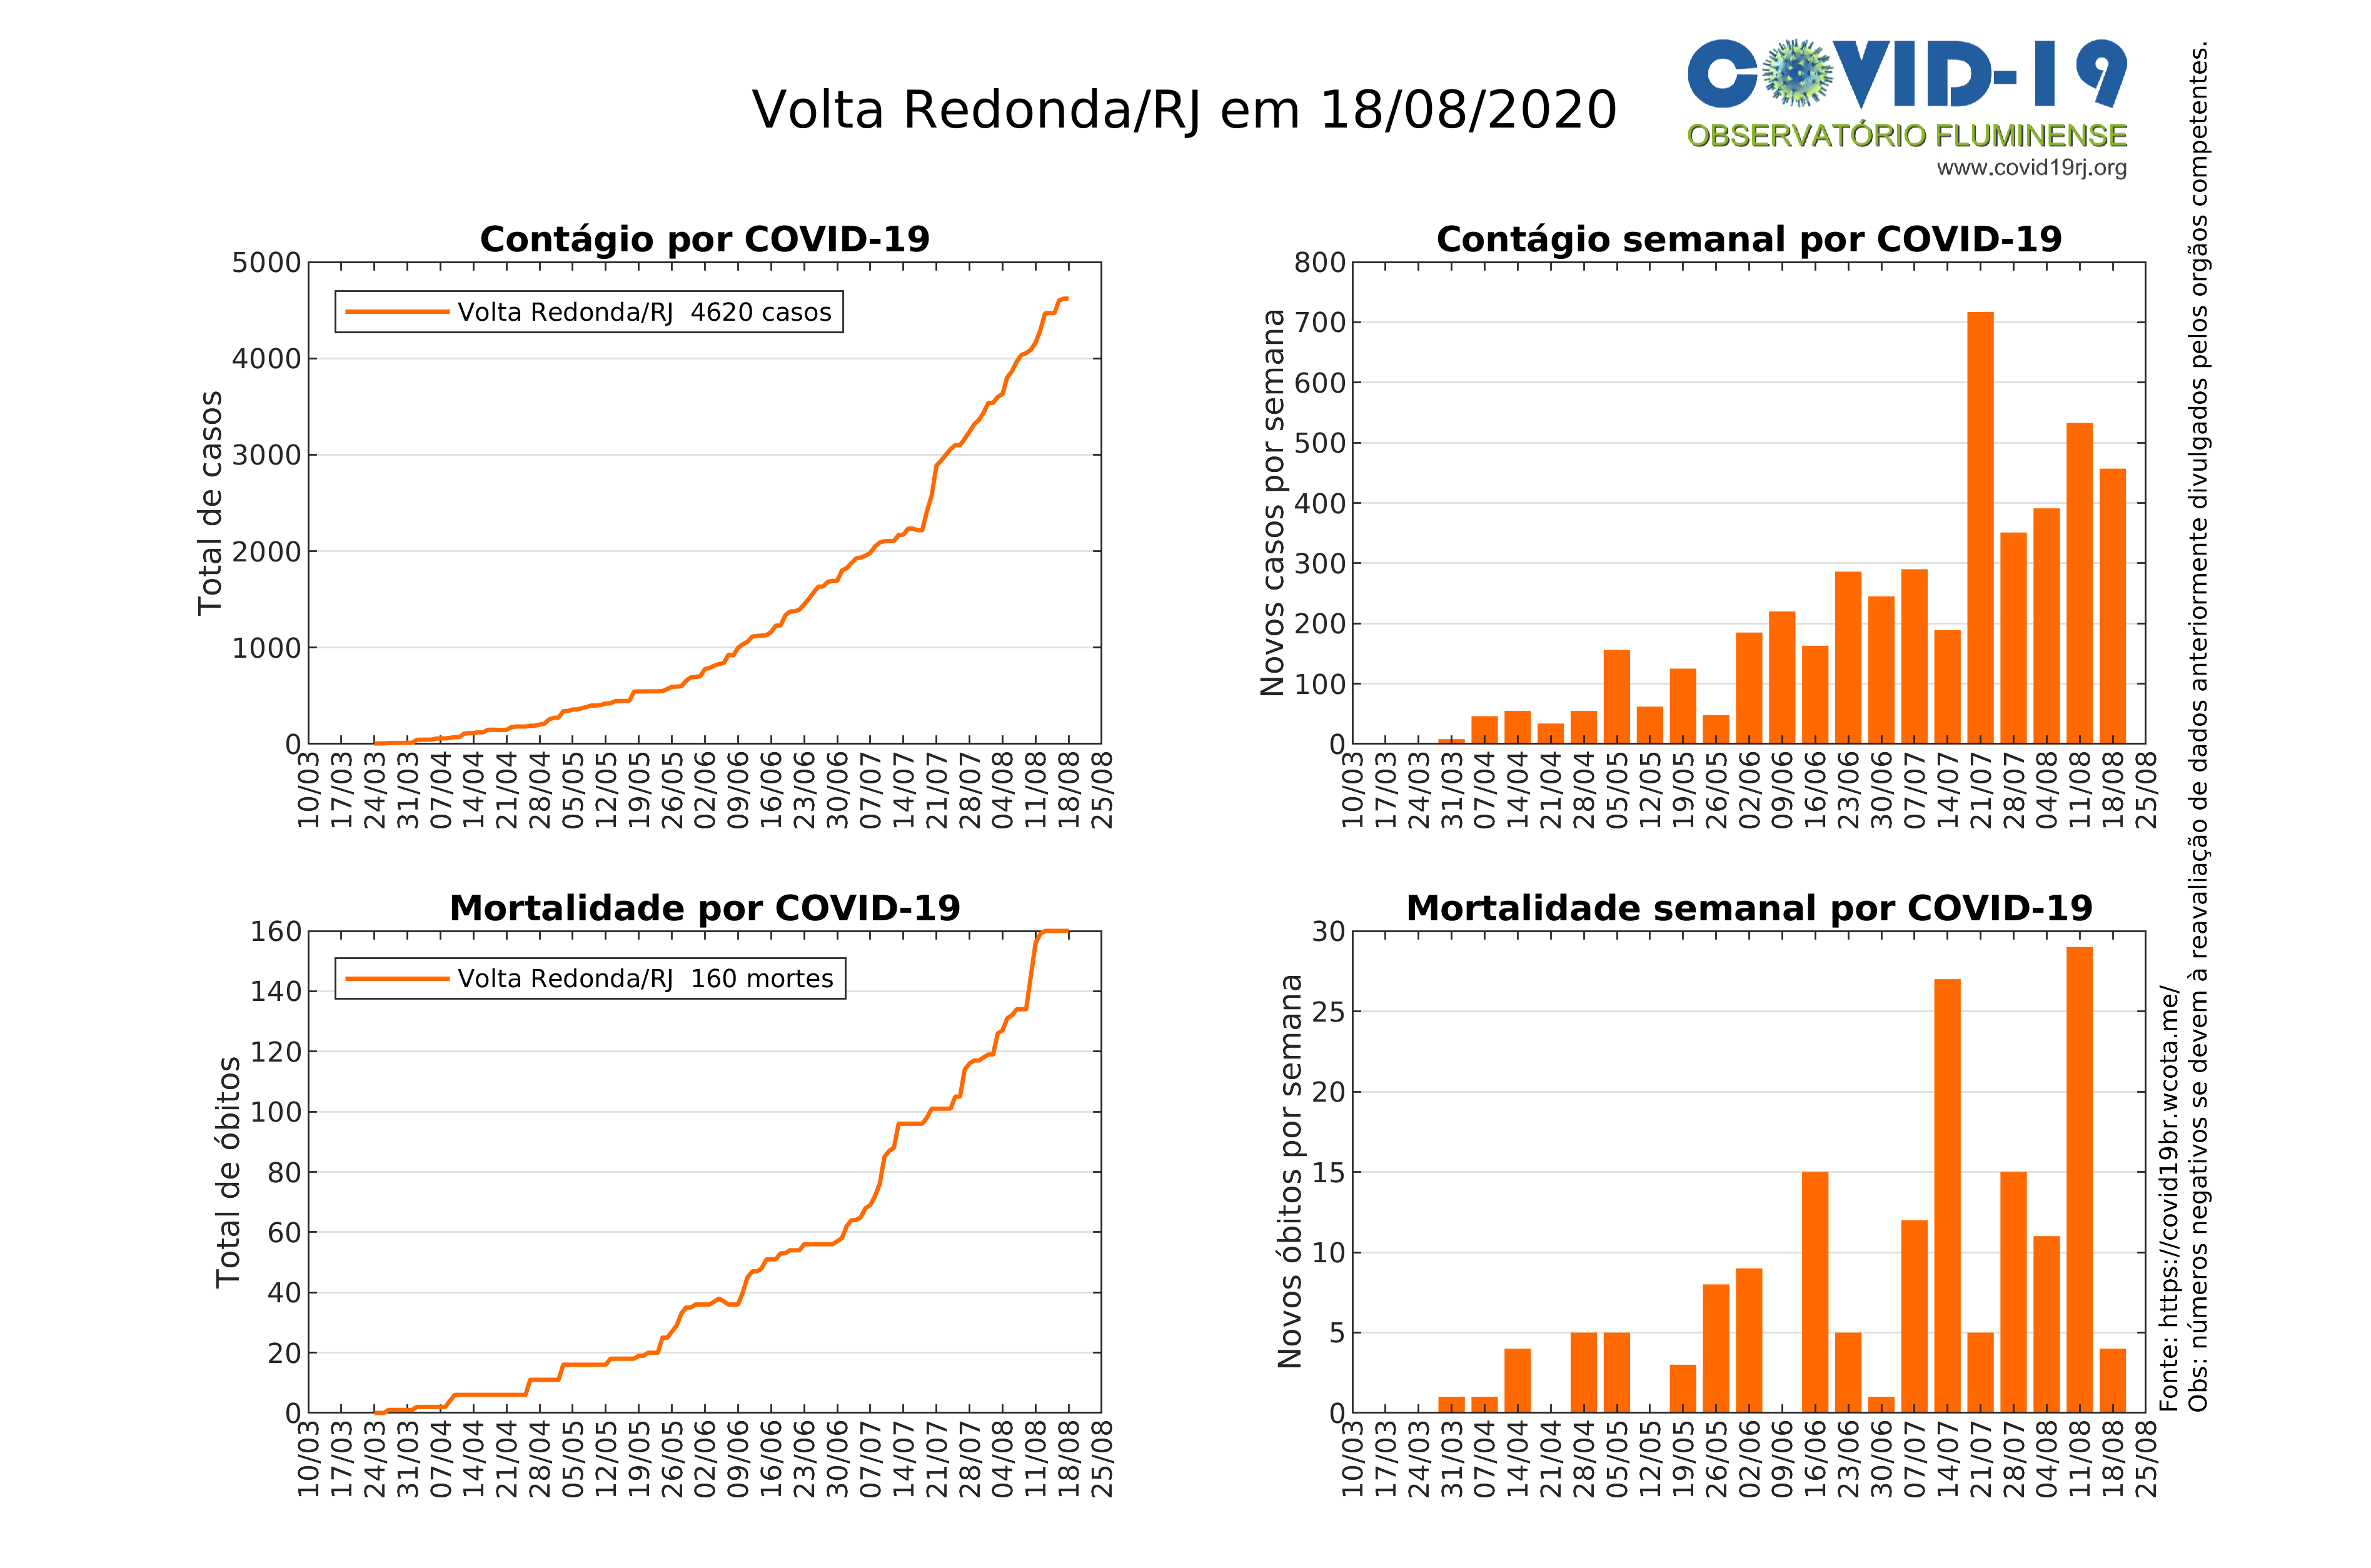 Volta Redonda/RJ em 18/08/2020
COVID-19
OBSERVATÓRIO FLUMINENSE
www.covid19rj.org
Contágio por COVID-19
Total de casos
5000
4000
3000
2000
1000
0
Volta Redonda/RJ 4620 casos
10/03 17/03 24/03 31/03 07/04 14/04 21/04 28/04 05/05 12/05 19/05 26/05 02/06 09/06 16/06 23/06 30/06 07/07 14/07 21/07 28/07 04/08 11/08 18/08 25/08
Contágio semanal por COVID-19
Novos casos por semana
800
700
600
500
400
300
200
100
0
10/03 17/03 24/03 31/03 07/04 14/04 21/04 28/04 05/05 12/05 19/05 26/05 02/06 09/06 16/06 23/06 30/06 07/07 14/07 21/07 28/07 04/08 11/08 18/08 25/08
Mortalidade por COVID-19
Total de óbitos
160
140
120
100
80
60
40
20
0
Volta Redonda/RJ 160 mortes
10/03 17/03 24/03 31/03 07/04 14/04 21/04 28/04 05/05 12/05 19/05 26/05 02/06 09/06 16/06 23/06 30/06 07/07 14/07 21/07 28/07 04/08 11/08 18/08 25/08
Mortalidade semanal por COVID-19
Novos óbitos por semana
30
25
20
15
10
5
0
10/03 17/03 24/03 31/03 07/04 14/04 21/04 28/04 05/05 12/05 19/05 26/05 02/06 09/06 16/06 23/06 30/06 07/07 14/07 21/07 28/07 04/08 11/08 18/08 25/08
Fonte: https://covid19br.wcota.me/
Obs: números negativos se devem à reavaliação de dados anteriormente divulgados pelos orgãos competentes.